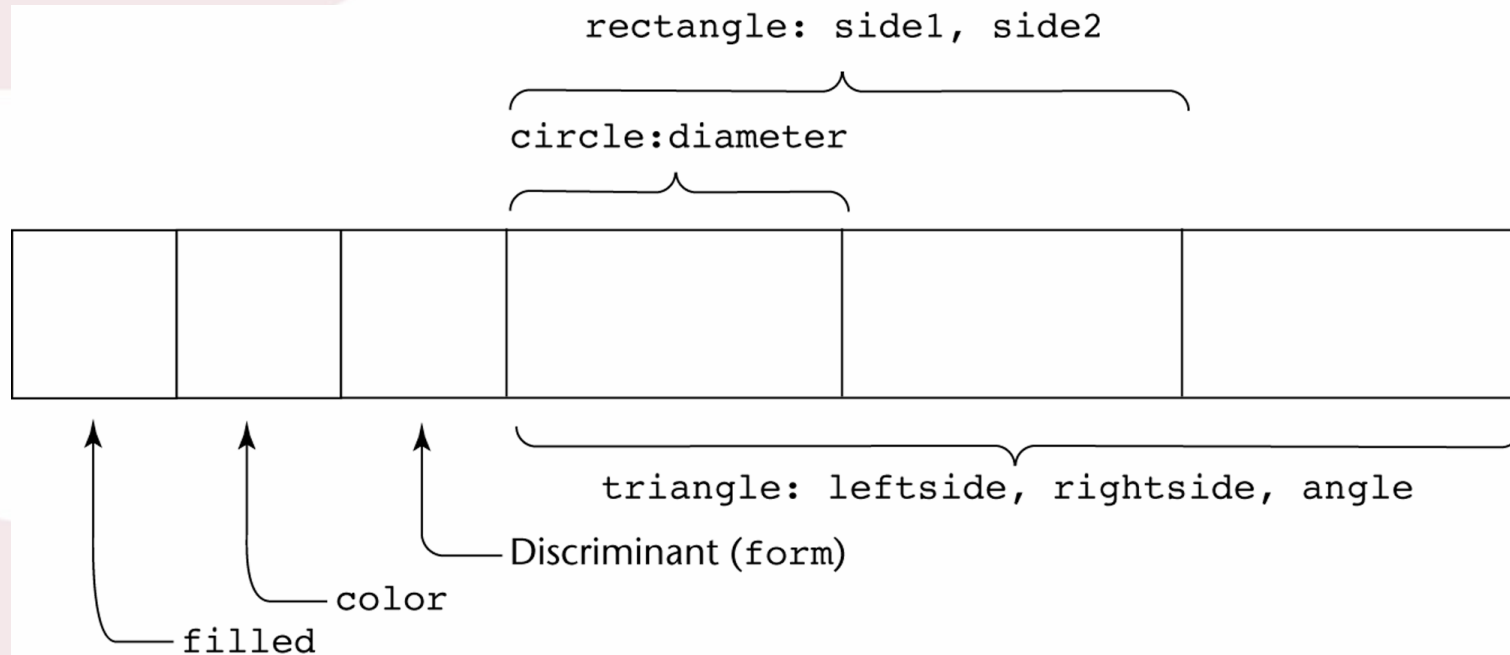 rectangle: side1, side2
circle:diameter
triangle: leftside, rightside, angle
Discriminant (form)
color
filled